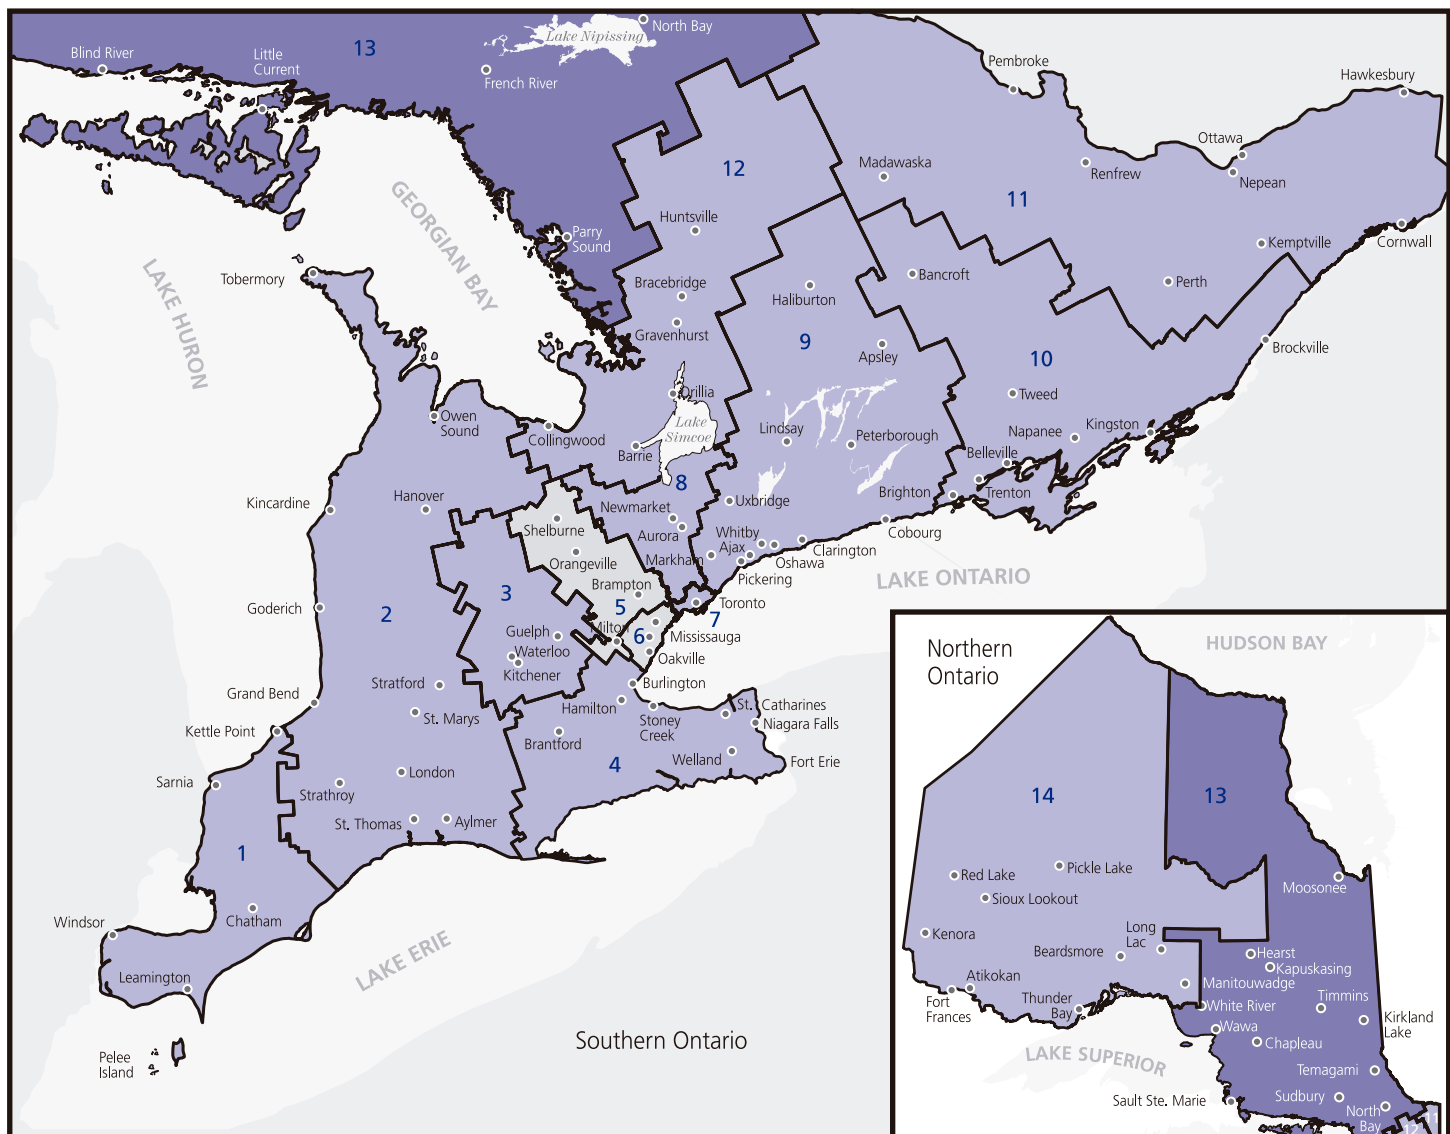 13
North Bay
Lake Nipissing
Blind River
Little
Current
French River
Pembroke
Hawkesbury
Ottawa
Nepean
Renfrew
Madawaska
12
11
Huntsville
GEORGIAN BAY
Parry
Sound
Kemptville
Cornwall
LAKE HURON
Tobermory
Bracebridge
Bancroft
Perth
Haliburton
Gravenhurst
9
Apsley
10
Brockville
Orillia
Tweed
Owen
Sound
Collingwood
Lake
Simcoe
Barrie
Lindsay
Peterborough
Napanee
Kingston
Belleville
8
Kincardine
Hanover
Uxbridge
Brighton
Trenton
Newmarket
Shelburne
Aurora
Whitby
Ajax
Cobourg
Markham
Oshawa
Clarington
Orangeville
Pickering
LAKE ONTARIO
Brampton
3
5
Toronto
7
Goderich
2
Milton
6
Mississauga
Guelph
Waterloo
Oakville
Kitchener
Stratford
Burlington
Grand Bend
Hamilton
St. Catharines
St. Marys
Stoney
Creek
Niagara Falls
Kettle Point
Brantford
Welland
Fort Erie
4
Sarnia
London
Strathroy
St. Thomas
Aylmer
1
Chatham
Windsor
LAKE ERIE
Leamington
Pelee
Island
Southern Ontario
Northern
Ontario
HUDSON BAY
14
13
Red Lake
Pickle Lake
Moosonee
Sioux Lookout
Kenora
Long
Lac
Beardsmore
Hearst
Kapuskasing
Atikokan
Manitouwadge
Fort
Frances
Thunder
Bay
White River
Timmins
Wawa
Kirkland
Lake
Chapleau
LAKE SUPERIOR
Temagami
Sault Ste. Marie
Sudbury
North
Bay
11
12